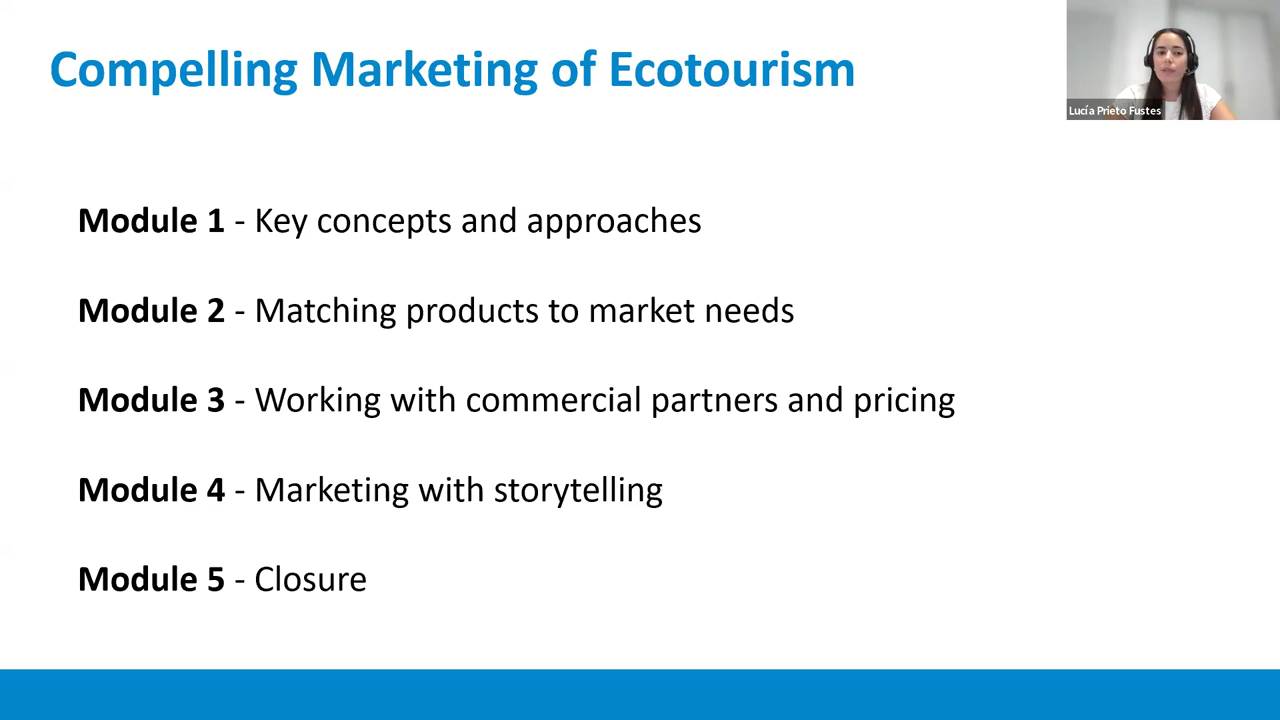 Compelling Marketing of Ecotourism
Lucía Prieto Fustes
Module 1 - Key concepts and approaches
Module 2 - Matching products to market needs
Module 3 - Working with commercial partners and pricing
Module 4 - Marketing with storytelling
Module 5 - Closure